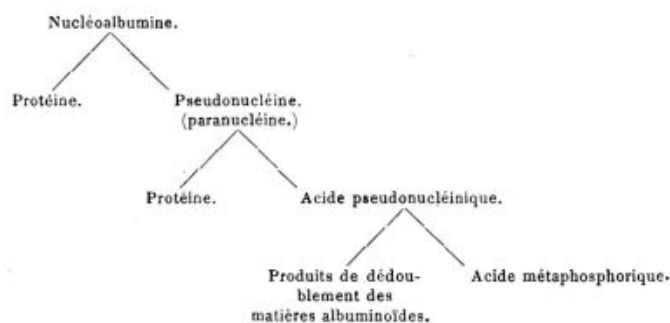 Nucléoalbumine.
Protéine. Pseudonucléine.
(paranucléine.)
Protéine. Acide pseudonucléinique.
Produits de dédou- Acide métaphosphorique.
blement des
matières albuminoïdes.